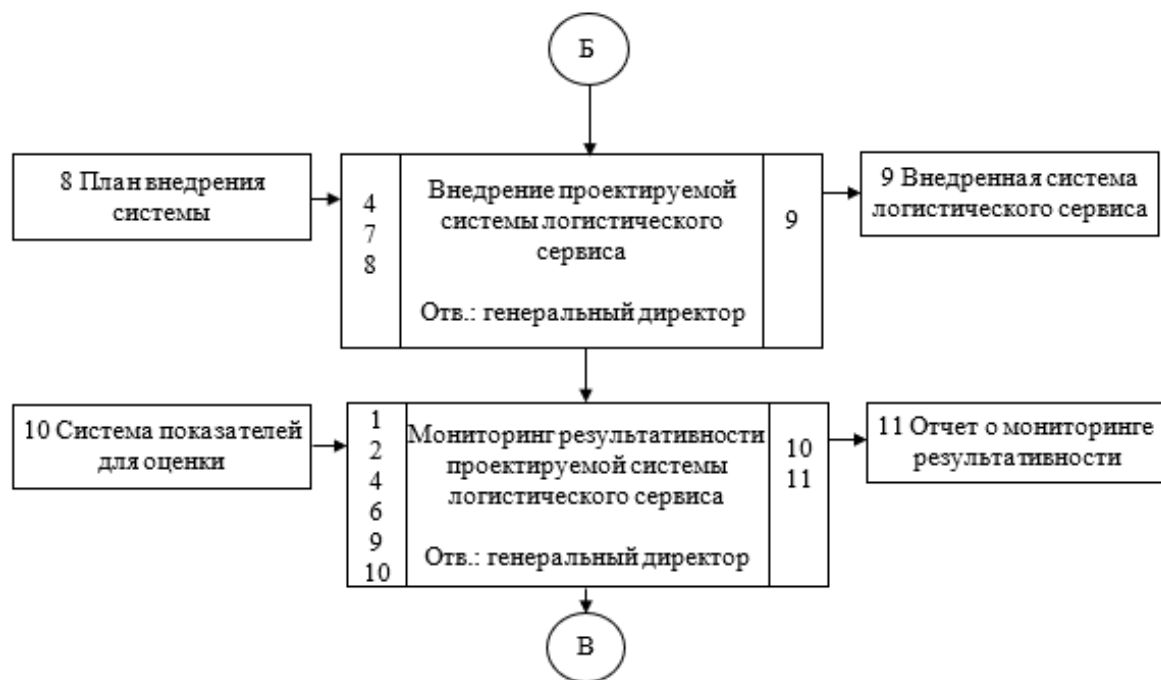 Б
8 План внедрения
системы
4
7
8
Внедрение проектируемой
системы логистического
сервиса
Отв.: генеральный директор
9
9 Внедренная система
логистического сервиса
10 Система показателей
для оценки
1
2
4
6
9
10
Мониторинг результативности
проектируемой системы
логистического сервиса
Отв.: генеральный директор
10
11
11 Отчет о мониторинге
результативности
В